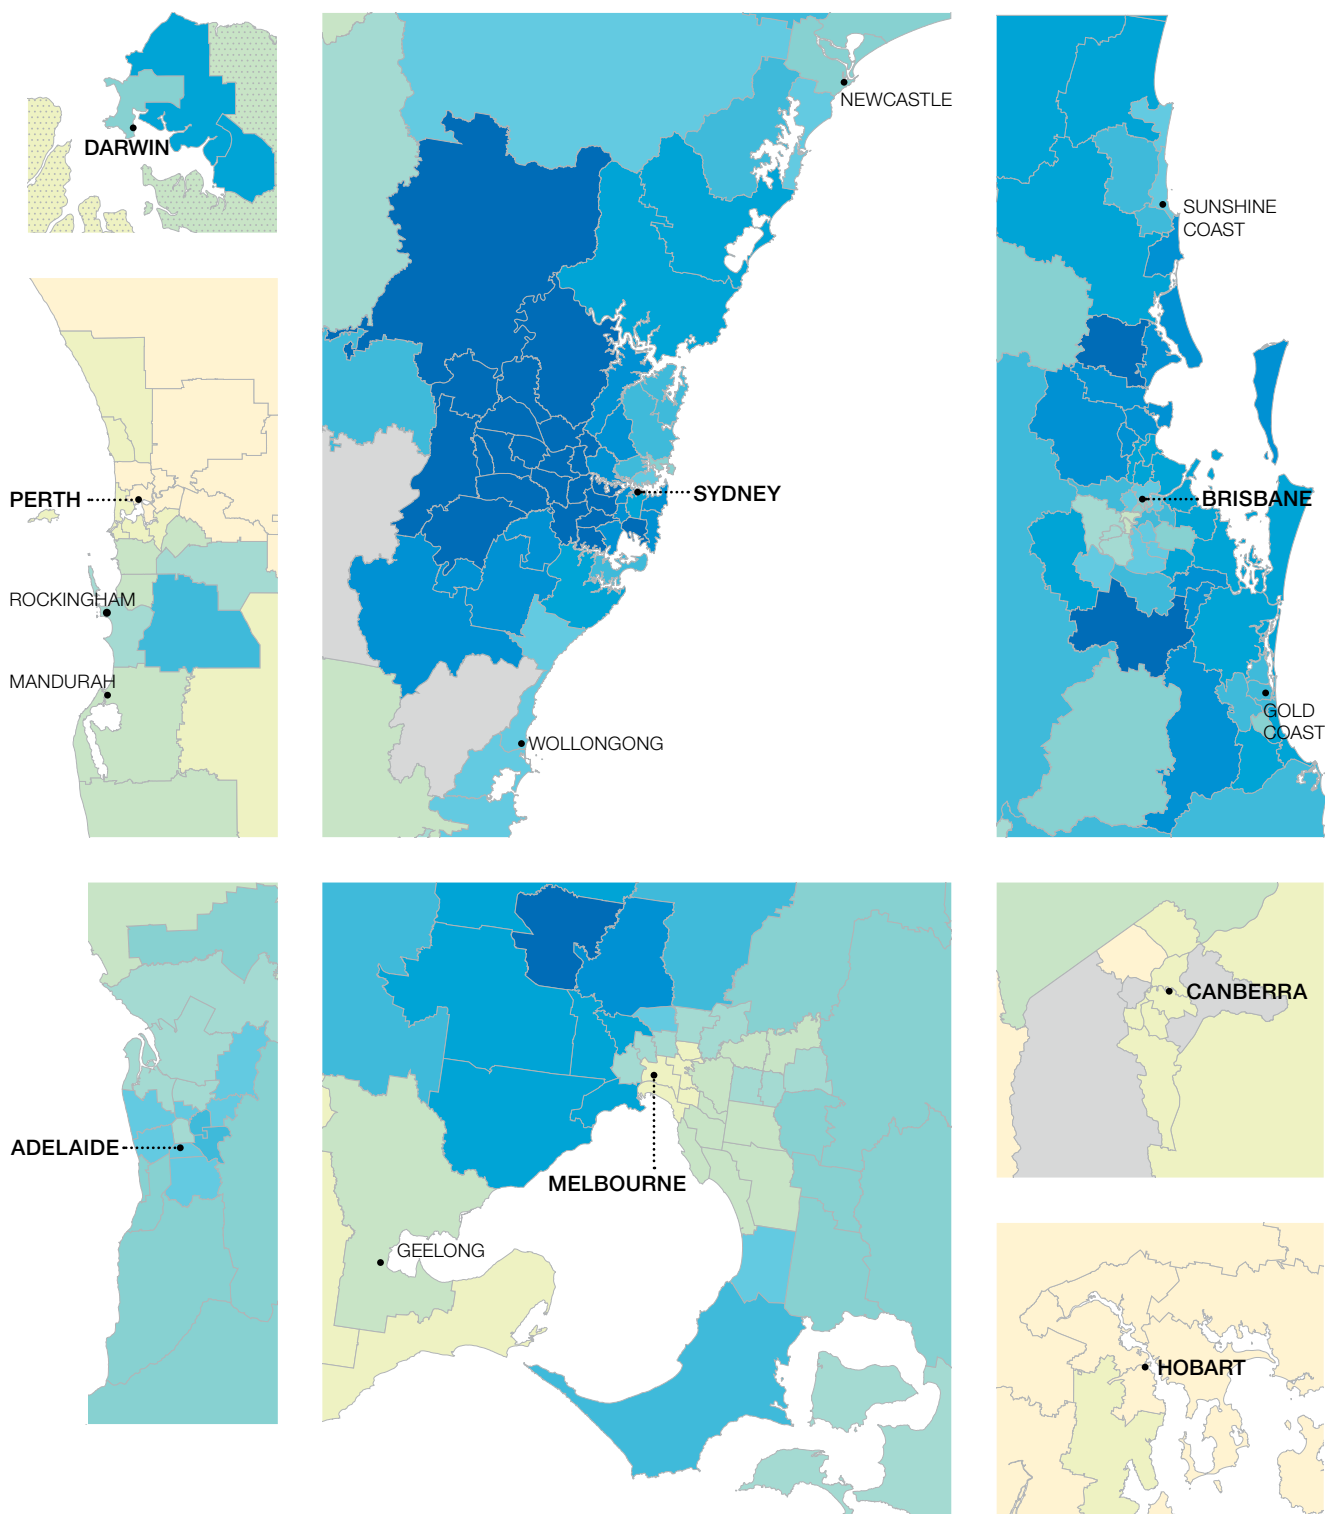 DARWIN
NEWCASTLE
SUNSHINE
COAST
PERTH
SYDNEY
BRISBANE
ROCKINGHAM
MANDURAH
WOLLONGONG
GOLD
COAST
ADELAIDE
MELBOURNE
GEELONG
CANBERRA
HOBART